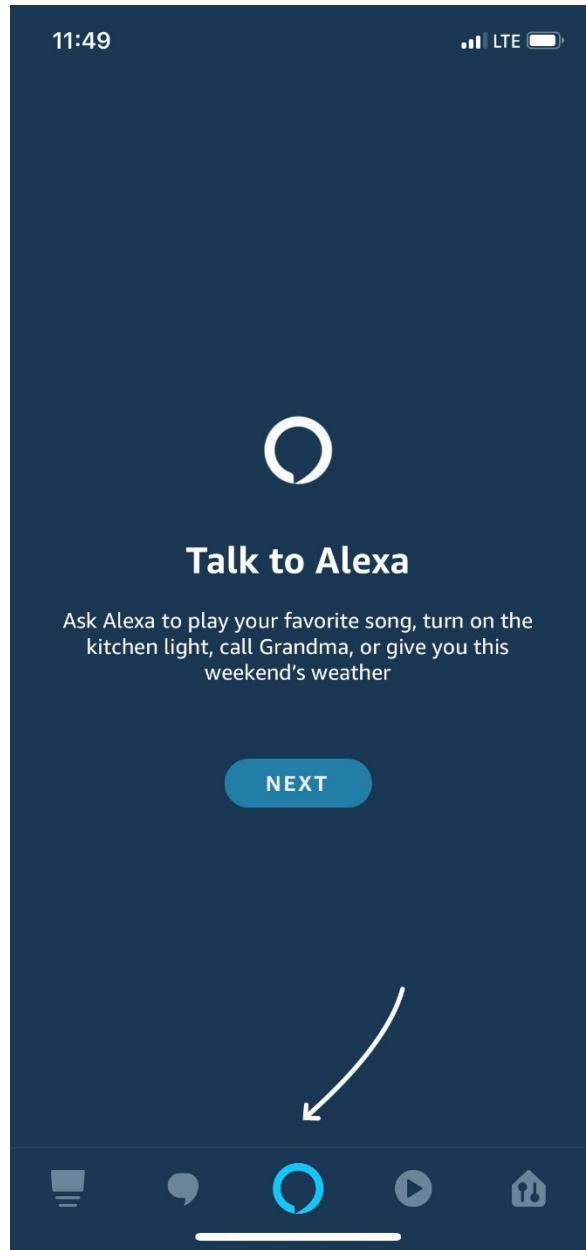 11:49 LTE
Talk to Alexa
Ask Alexa to play your favorite song, turn on the
kitchen light, call Grandma, or give you this
weekend’s weather
NEXT